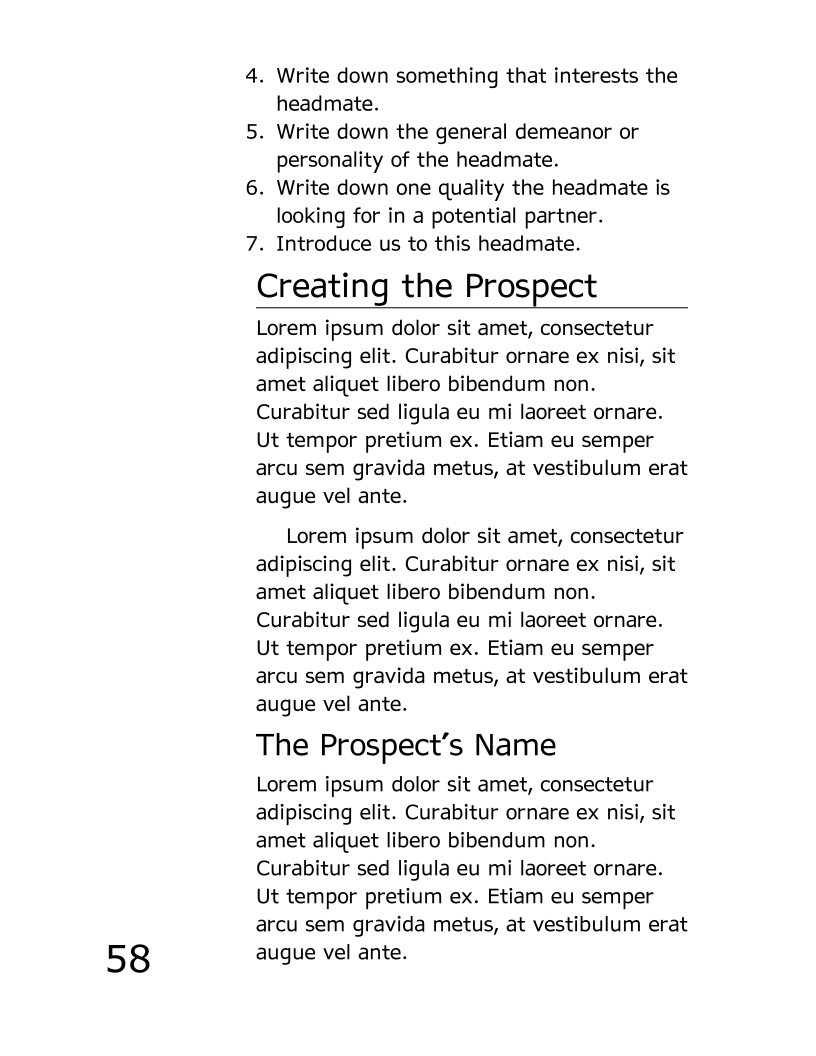 4. Write down something that interests the
headmate.
5. Write down the general demeanor or
personality of the headmate.
6. Write down one quality the headmate is
looking for in a potential partner.
7. Introduce us to this headmate.
Creating the Prospect
Lorem ipsum dolor sit amet, consectetur
adipiscing elit. Curabitur ornare ex nisi, sit
amet aliquet libero bibendum non.
Curabitur sed ligula eu mi laoreet ornare.
Ut tempor pretium ex. Etiam eu semper
arcu sem gravida metus, at vestibulum erat
augue vel ante.
Lorem ipsum dolor sit amet, consectetur
adipiscing elit. Curabitur ornare ex nisi, sit
amet aliquet libero bibendum non.
Curabitur sed ligula eu mi laoreet ornare.
Ut tempor pretium ex. Etiam eu semper
arcu sem gravida metus, at vestibulum erat
augue vel ante.
The Prospect's Name
Lorem ipsum dolor sit amet, consectetur
adipiscing elit. Curabitur ornare ex nisi, sit
amet aliquet libero bibendum non.
Curabitur sed ligula eu mi laoreet ornare.
Ut tempor pretium ex. Etiam eu semper
arcu sem gravida metus, at vestibulum erat
augue vel ante.
58